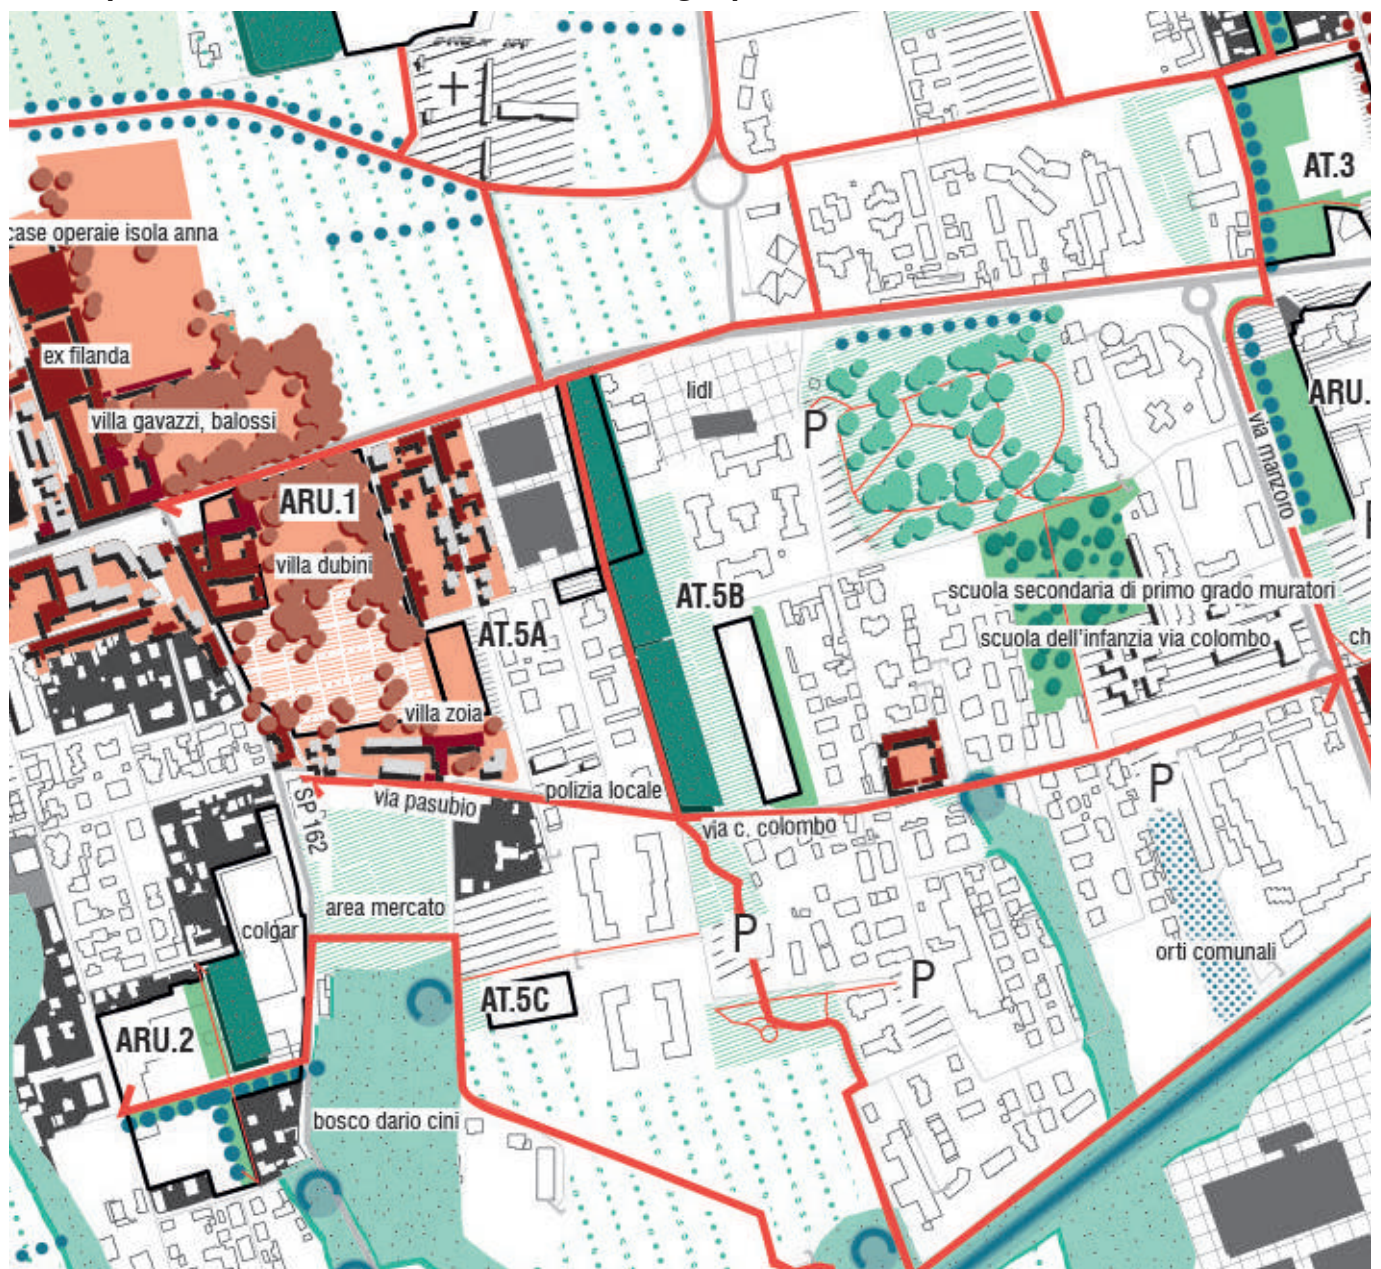 AT.3
case operaie isola anna
ex filanda
lidl
ARU.
villa gavazzi, balossi
P
via manzoro
ARU.1
villa dubini
AT.5B
scuola secondaria di primo grado muratori
AT.5A
scuola dell'infanzia via colombo
ch
villa zoia
polizia locale
P
via pasubio
SP 162
via c. colombo
area mercato
colgar
P
orti comunali
P
AT.5C
ARU.2
bosco dario cini